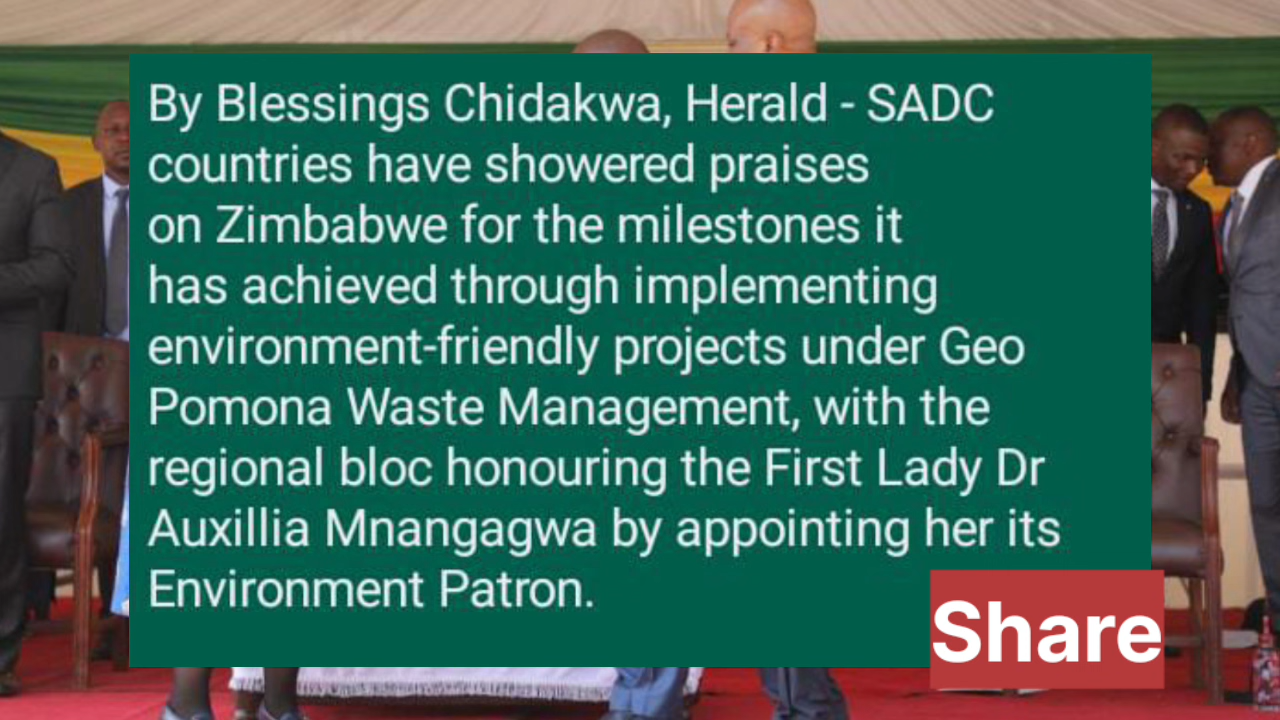 By Blessings Chidakwa, Herald - SADC
countries have showered praises
on Zimbabwe for the milestones it
has achieved through implementing
environment-friendly projects under Geo
Pomona Waste Management, with the
regional bloc honouring the First Lady Dr
Auxillia Mnangagwa by appointing her its
Environment Patron.
Share